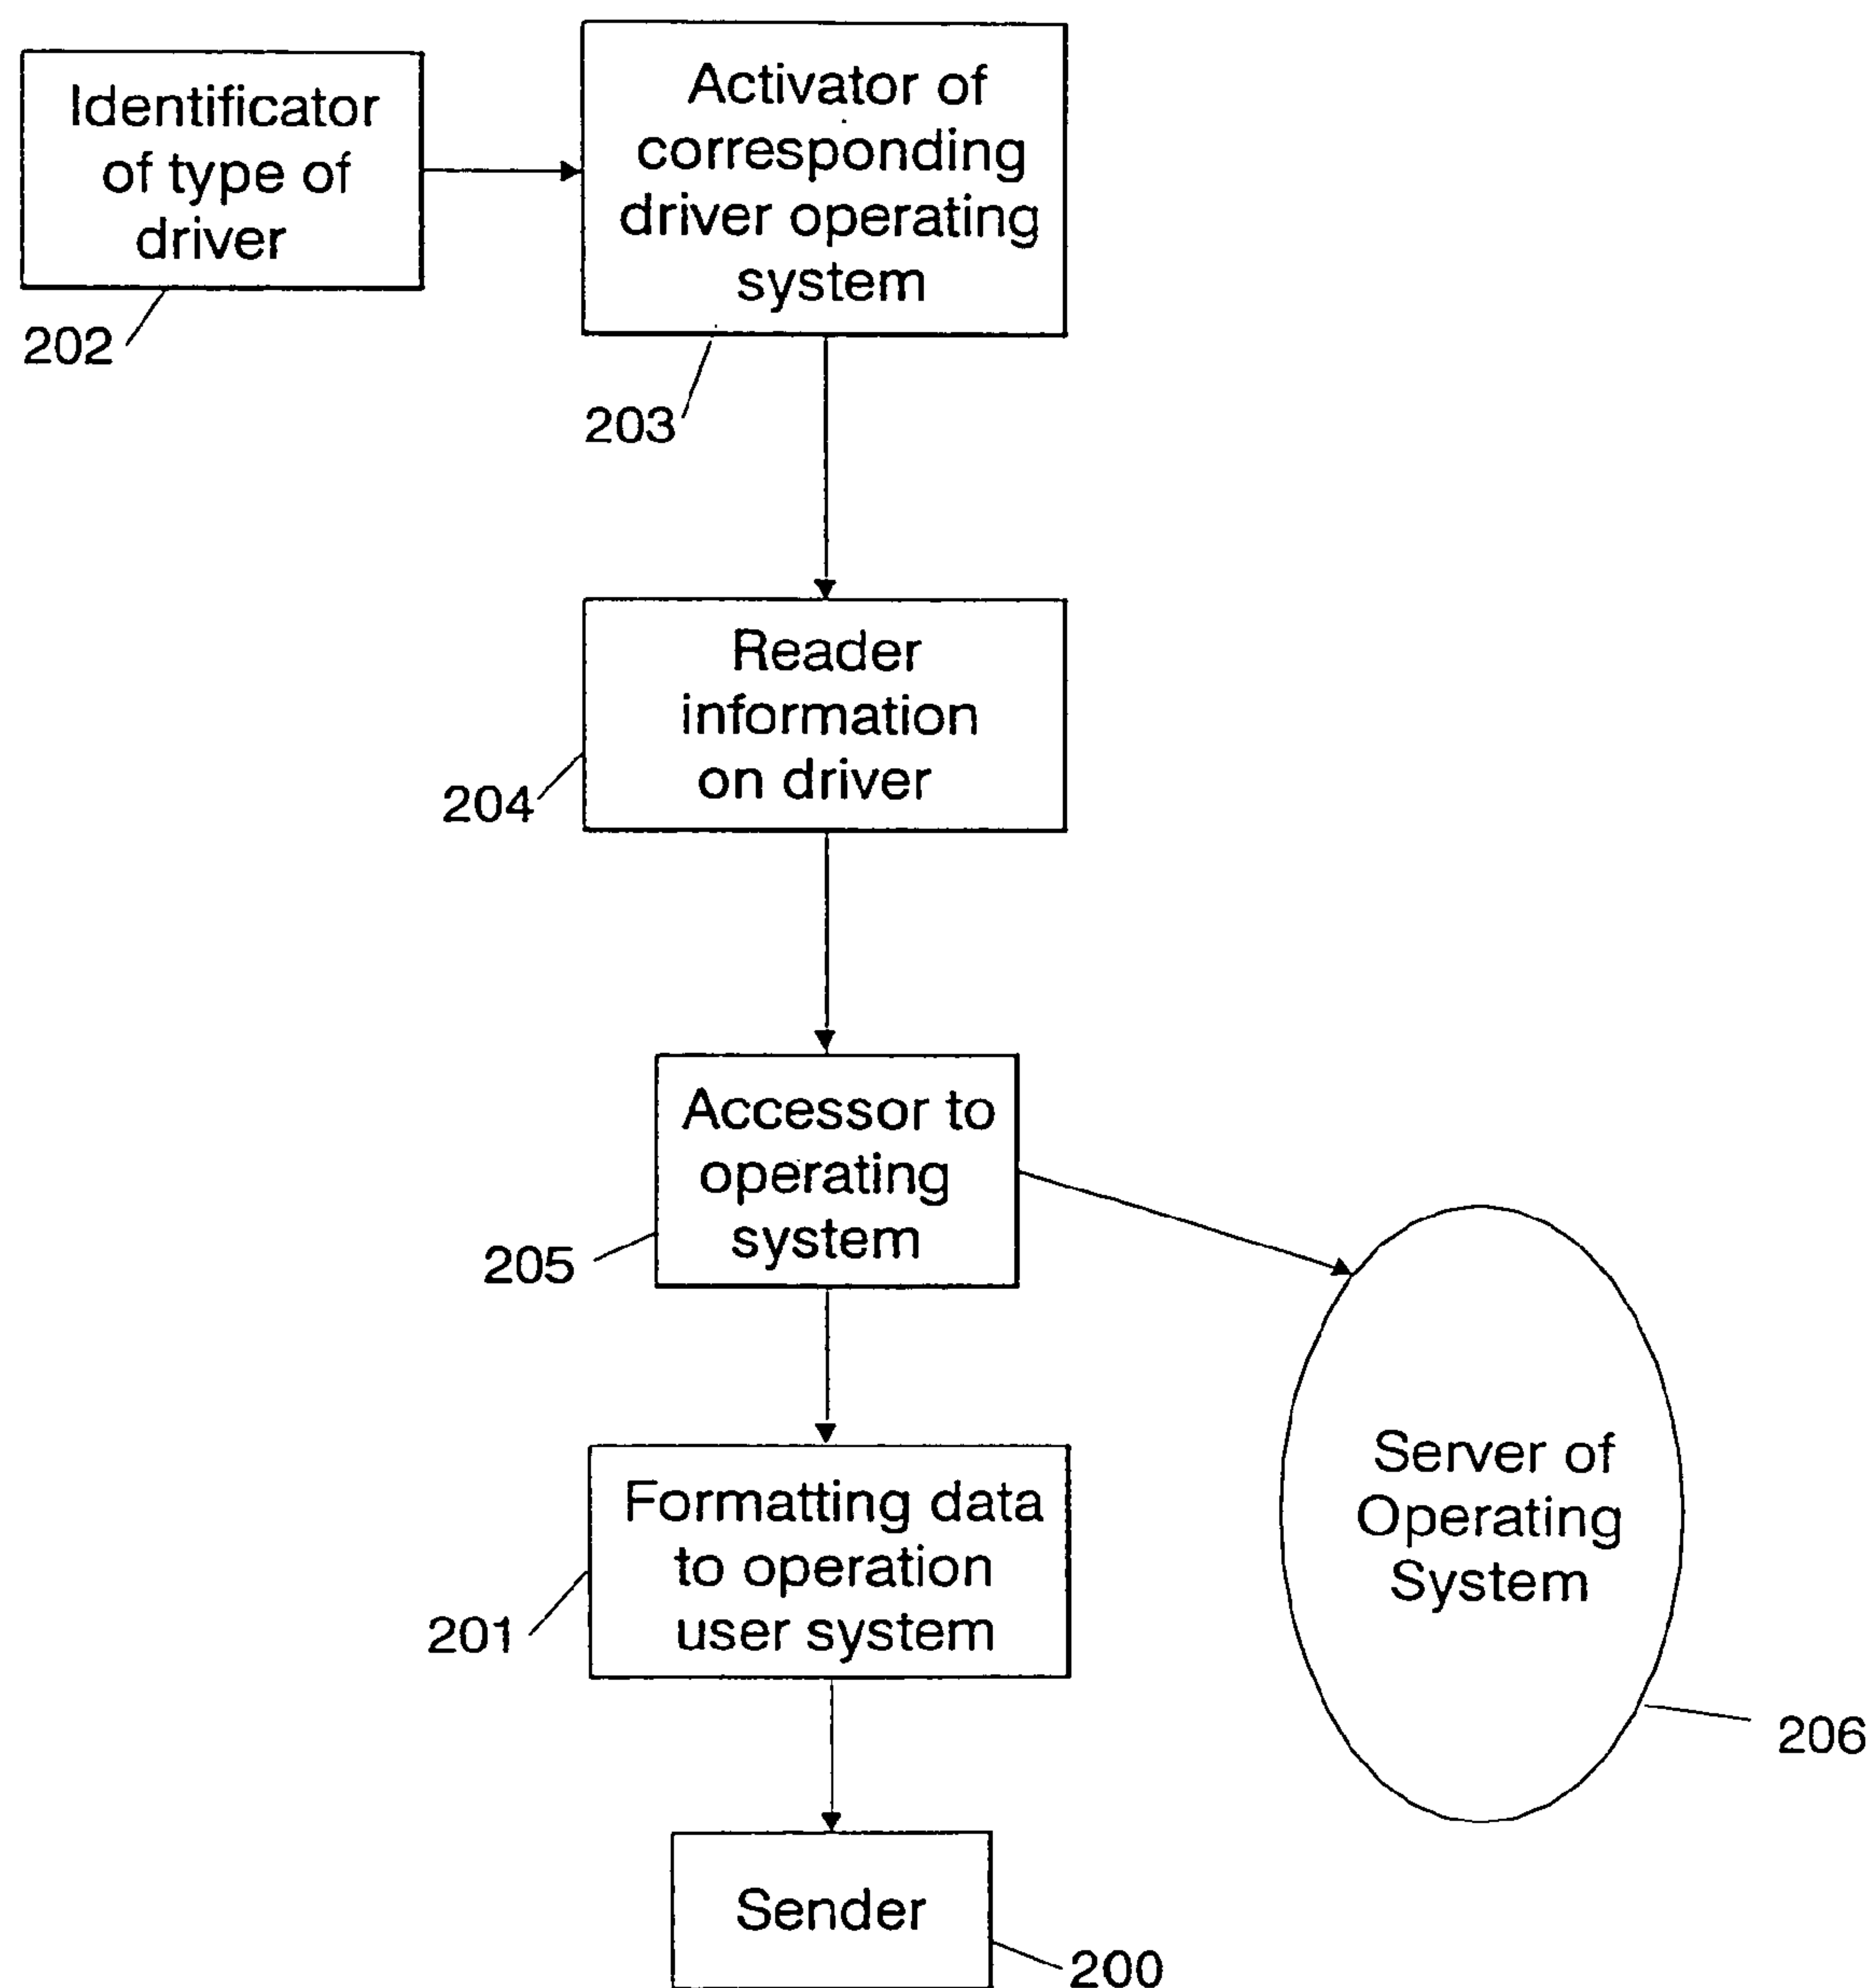 Identificator
of type of
driver
202
Activator of
corresponding
driver operating
system
203
Reader
information
on driver
204
Accessor to
operating
system
205
Server of
Operating
System
206
Formatting data
to operation
user system
201
Sender
200